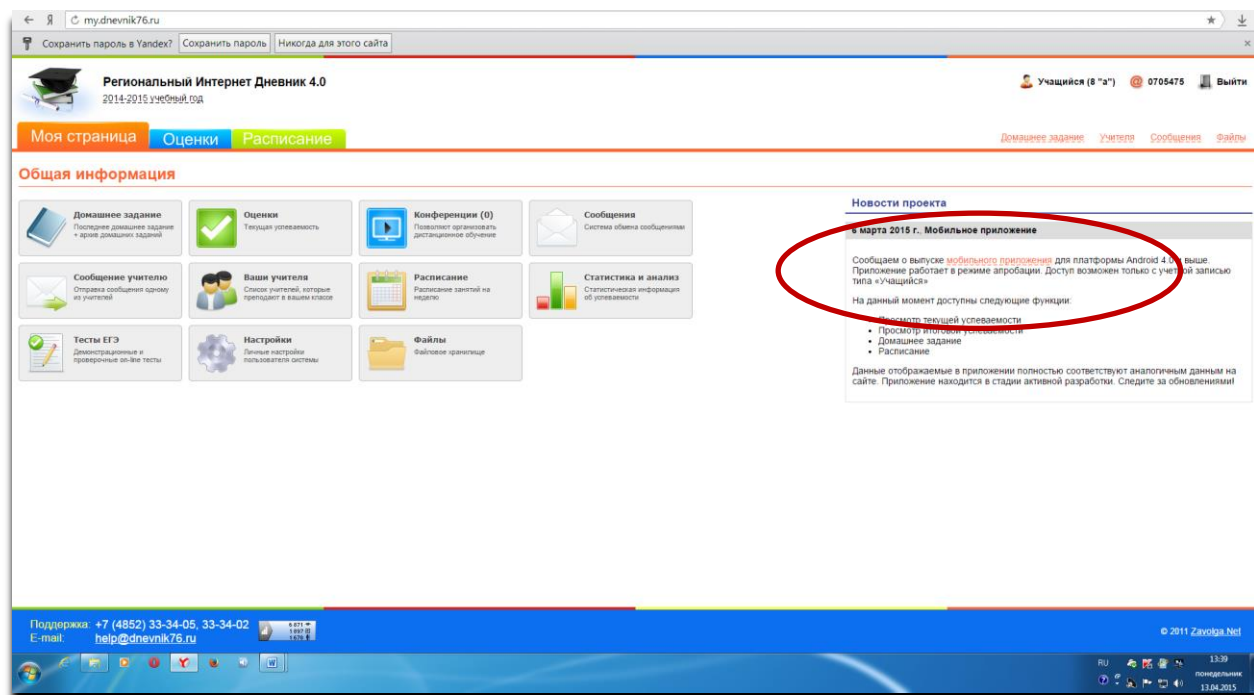 my.dnevnik76.ru
Сохранить пароль в Yandex? Сохранить пароль Никогда для этого сайта
Региональный Интернет Дневник 4.0
2014-2015 учебный год
Учащийся (8 "а") 0705475 Выйти
Моя страница Оценки Расписание
Домашнее задание Учителя Сообщения Файлы
Общая информация
Домашнее задание
Последнее домашнее задание
+ архив домашних заданий
Оценки
Текущая успеваемость
Конференции (0)
Позволяют организовать
дистанционное обучение
Сообщения
Система обмена сообщениями
Сообщение учителю
Отправка сообщения одному
из учителей
Ваши учителя
Список учителей, которые
преподают в вашем классе
Расписание
Расписание занятий на
неделю
Статистика и анализ
Статистическая информация
об успеваемости
Тесты ЕГЭ
Демонстрационные и
проверочные on-line тесты
Настройки
Личные настройки
пользователя системы
Файлы
Файловое хранилище
Новости проекта
6 марта 2015 г.. Мобильное приложение
Сообщаем о выпуске мобильного приложения для платформы Android 4.0 и выше.
Приложение работает в режиме апробации. Доступ возможен только с учетной записью
типа «Учащийся»
На данный момент доступны следующие функции:
Просмотр текущей успеваемости
Просмотр итоговой успеваемости
Домашнее задание
Расписание
Данные отображаемые в приложении полностью соответствуют аналогичным данным на
сайте. Приложение находится в стадии активной разработки. Следите за обновлениями!
Поддержка: +7 (4852) 33-34-05, 33-34-02
E-mail: help@dnevnik76.ru
© 2011 Zavolga.Net
RU
13:39
понедельник
13.04.2015